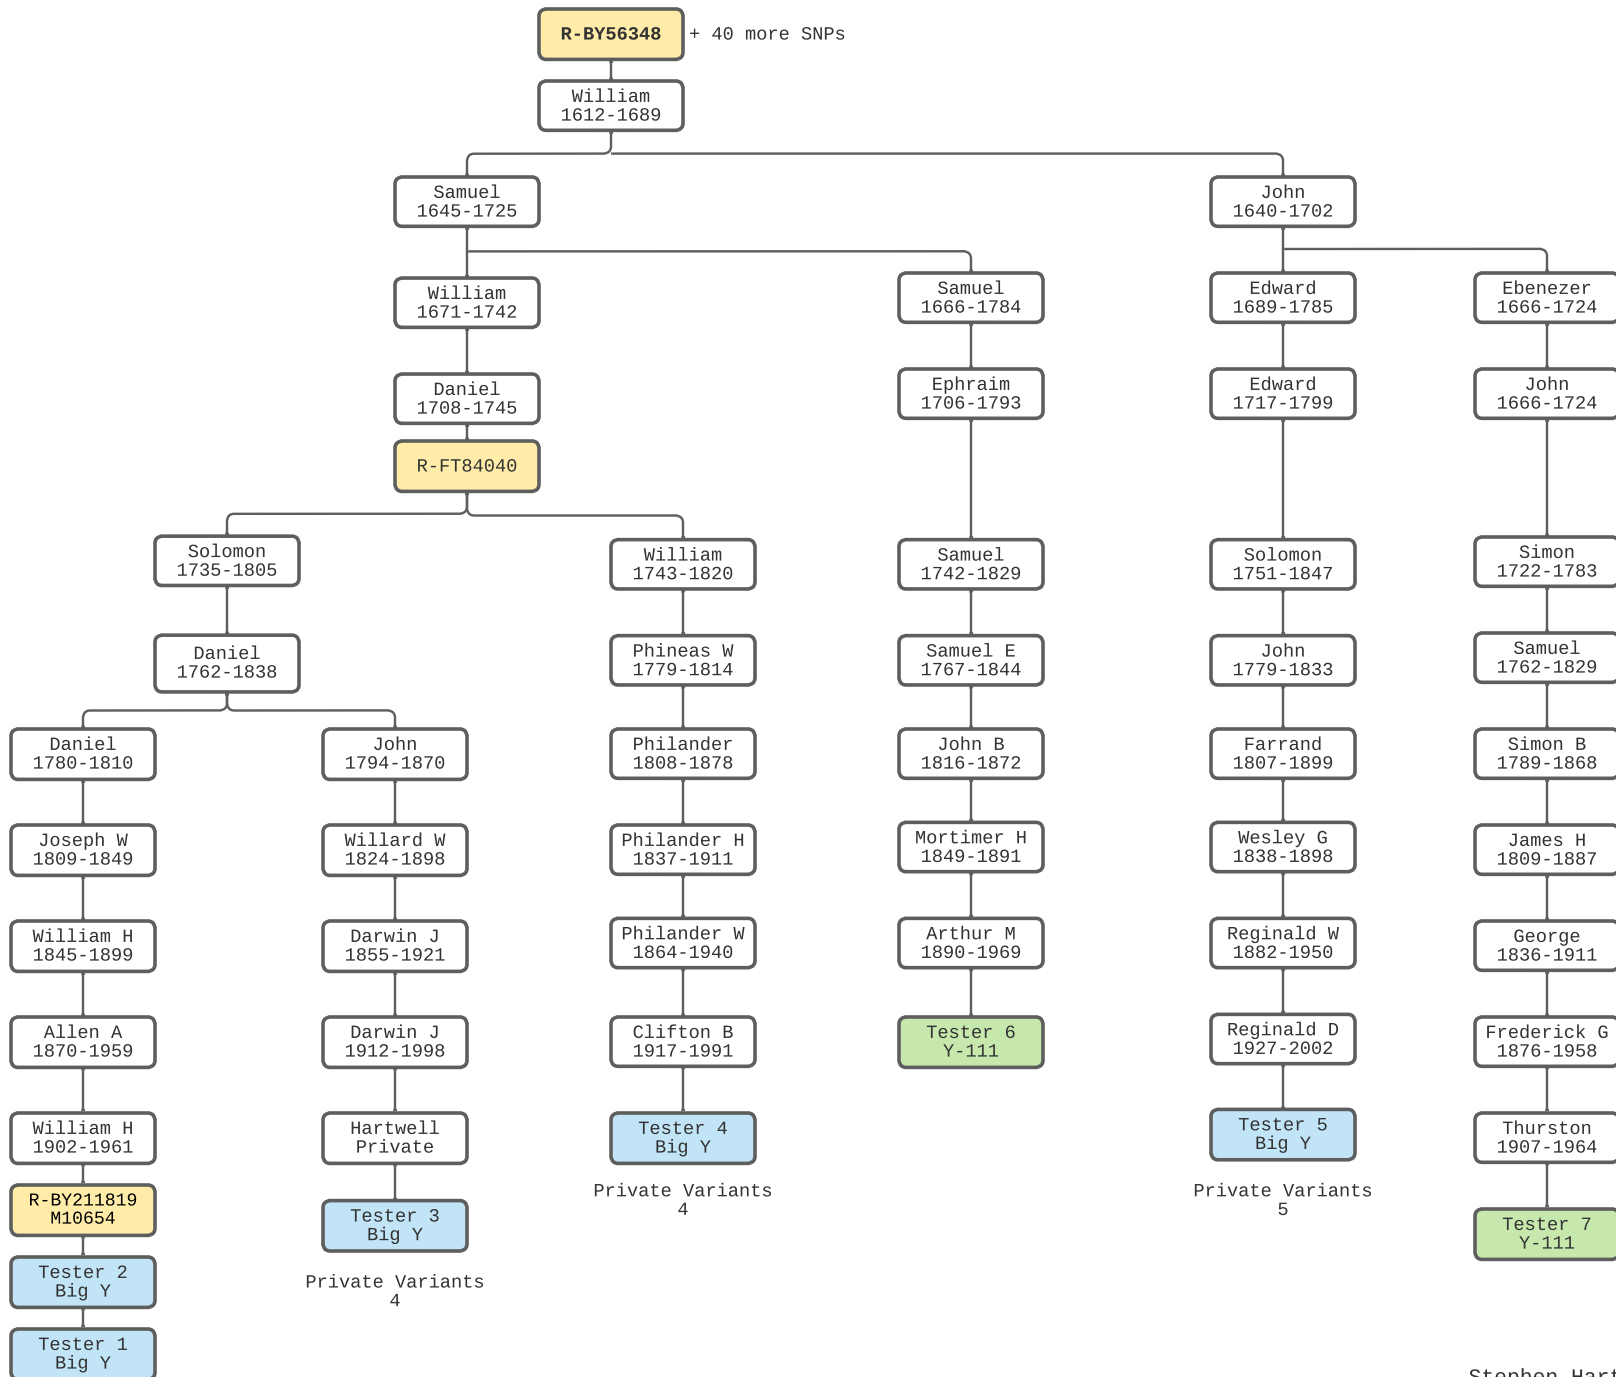 R-BY56348 + 40 more SNPs
William
1612-1689
Samuel
1645-1725
John
1640-1702
William
1671-1742
Samuel
1666-1784
Edward
1689-1785
Ebenezer
1666-1724
Daniel
1708-1745
Ephraim
1706-1793
Edward
1717-1799
John
1666-1724
R-FT84040
Solomon
1735-1805
William
1743-1820
Samuel
1742-1829
Solomon
1751-1847
Simon
1722-1783
Daniel
1762-1838
Phineas W
1779-1814
Samuel E
1767-1844
John
1779-1833
Samuel
1762-1829
Daniel
1780-1810
John
1794-1870
Philander
1808-1878
John B
1816-1872
Farrand
1807-1899
Simon B
1789-1868
Joseph W
1809-1849
Willard W
1824-1898
Philander H
1837-1911
Mortimer H
1849-1891
Wesley G
1838-1898
James H
1809-1887
William H
1845-1899
Darwin J
1855-1921
Philander W
1864-1940
Arthur M
1890-1969
Reginald W
1882-1950
George
1836-1911
Allen A
1870-1959
Darwin J
1912-1998
Clifton B
1917-1991
Tester 6
Y-111
Reginald D
1927-2002
Frederick G
1876-1958
William H
1902-1961
Hartwell
Private
Tester 4
Big Y
Tester 5
Big Y
Thurston
1907-1964
R-BY211819
M10654
Private Variants
4
Private Variants
5
Tester 3
Big Y
Tester 7
Y-111
Tester 2
Big Y
Private Variants
4
Tester 1
Big Y
Stephen